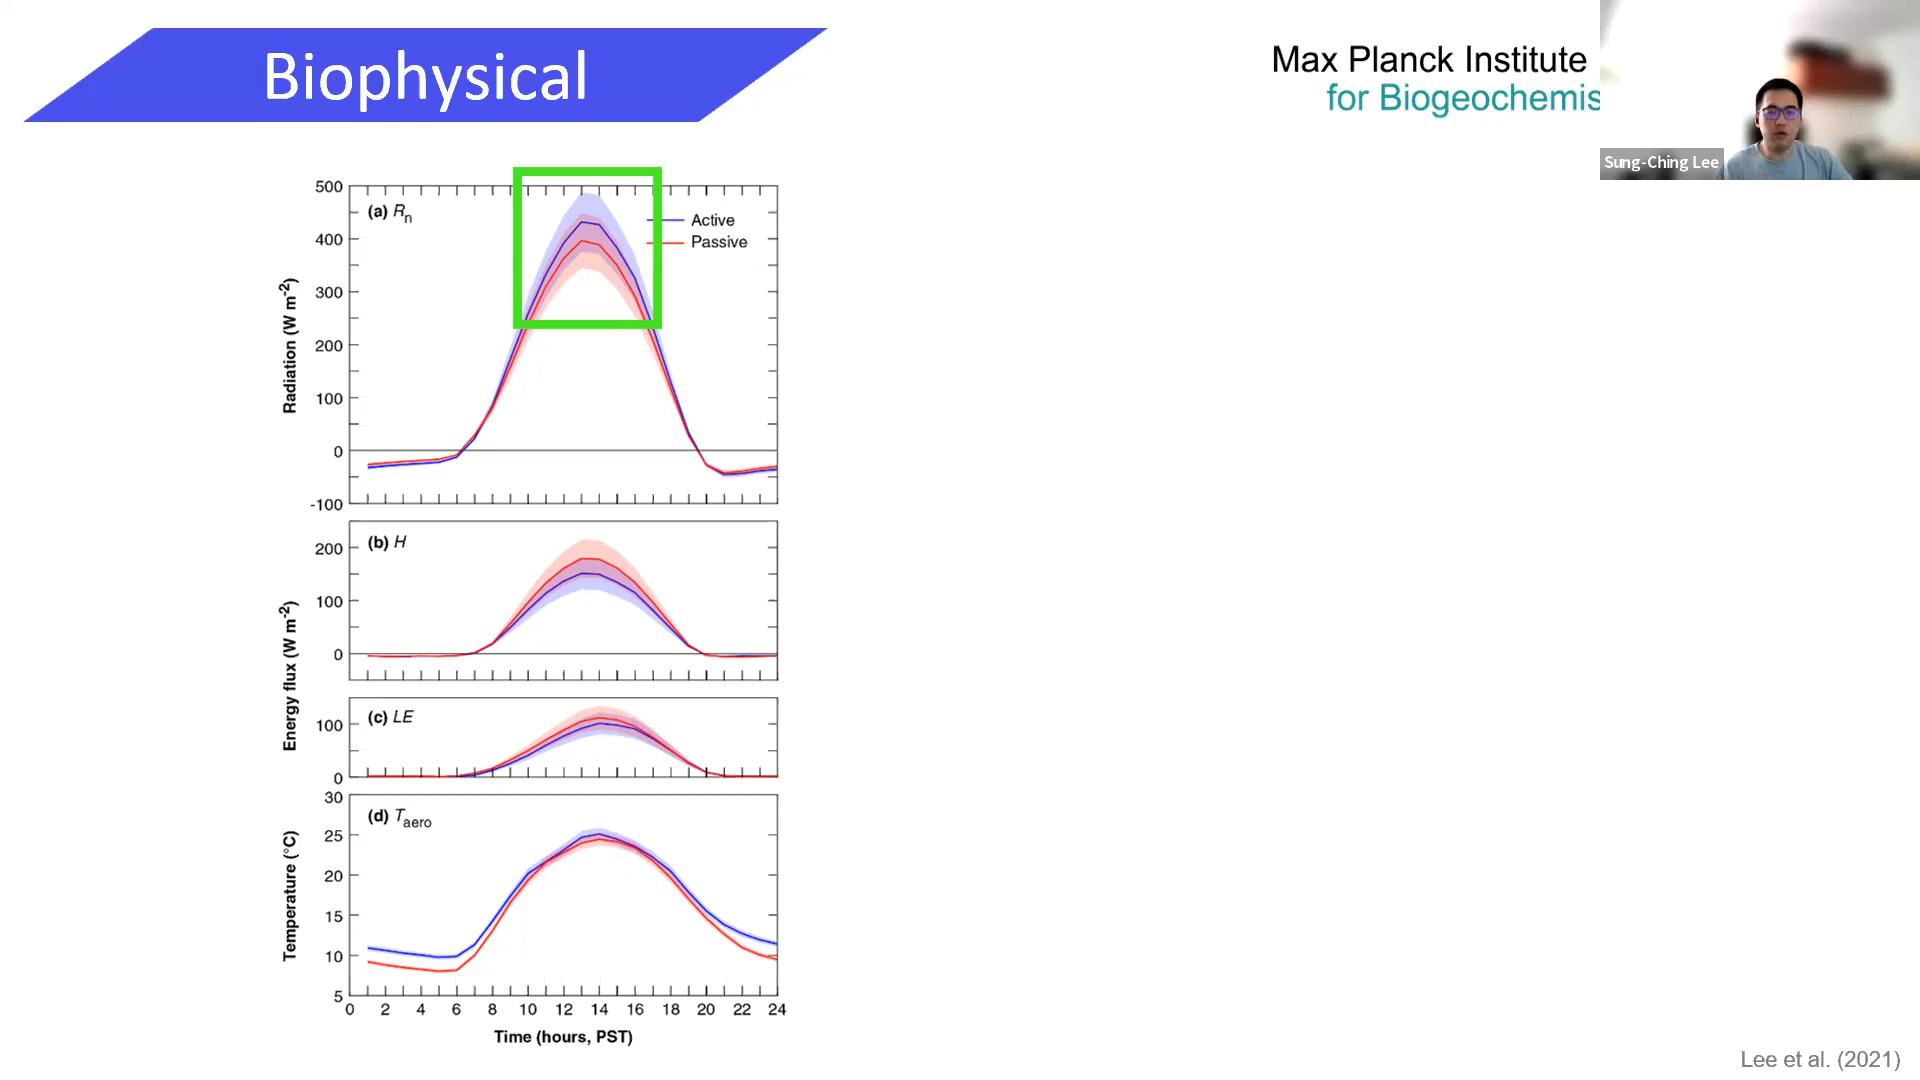 Biophysical
Max Planck Institute
for Biogeochemis
Sung-Ching Lee
(a) Rn
Active
Passive
500
400
300
200
100
0
-100
Radiation (W m-2)
(b) H
200
100
0
(c) LE
100
0
Energy flux (W m-2)
(d) Taero
30
25
20
15
10
5
Temperature (°C)
0 2 4 6 8 10 12 14 16 18 20 22 24
Time (hours, PST)
Lee et al. (2021)